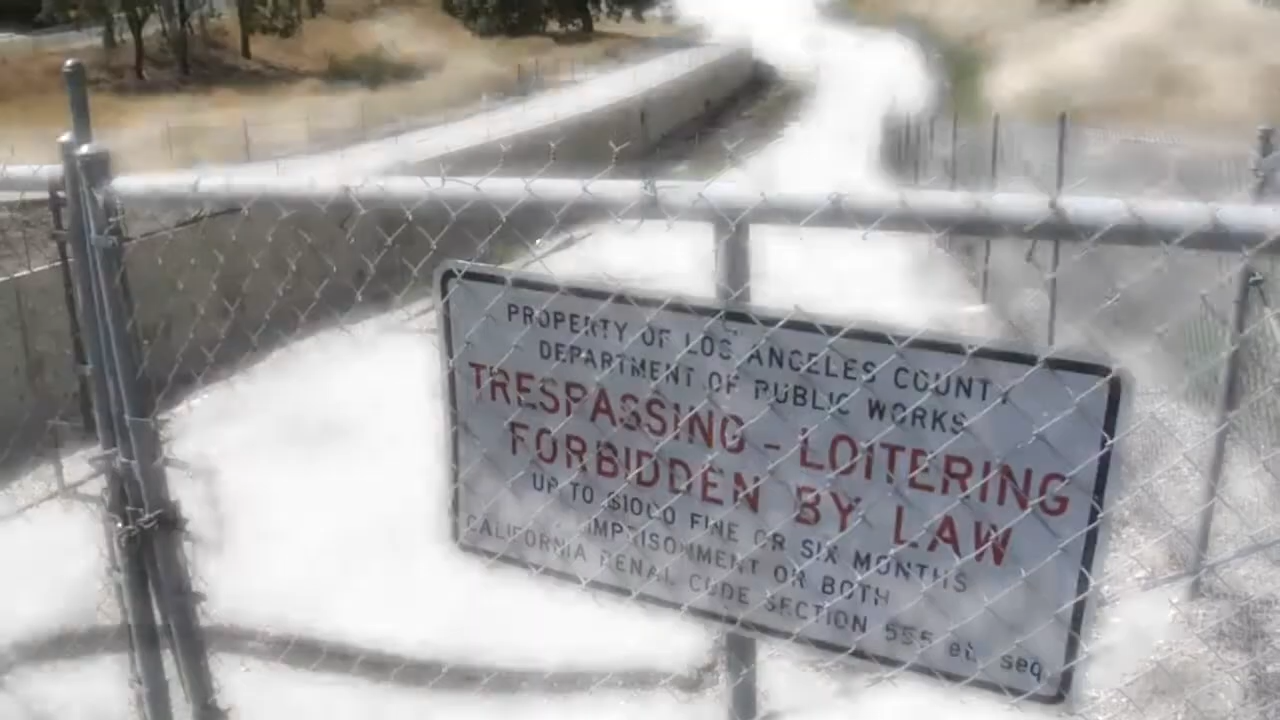 PROPERTY OF LOS ANGELES COUNTY
DEPARTMENT OF PUBLIC WORKS
TRESPASSING - LOITERING
FORBIDDEN BY LAW
UP TO $1000 FINE OR SIX MONTHS
IMPRISONMENT OR BOTH
CALIFORNIA PENAL CODE SECTION 555 et seq.